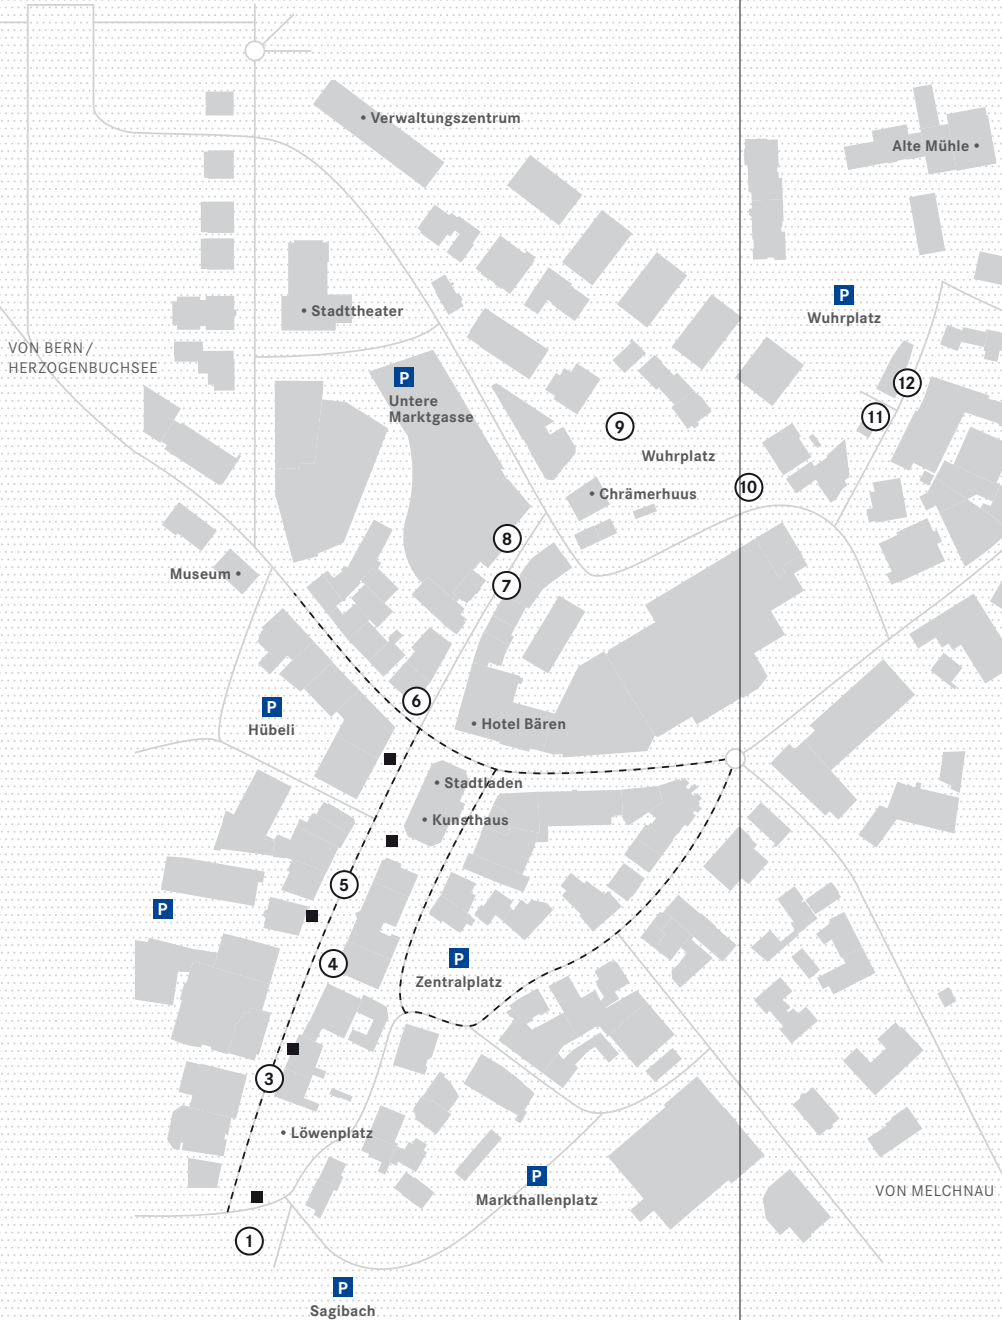 • Verwaltungszentrum
Alte Mühle •
P
Wuhrplatz
• Stadttheater
VON BERN/
HERZOGENBUCHSEE
P
Untere
Marktgasse
12
11
9
Wuhrplatz
10
• Chrämerhuus
8
Museum •
7
6
P
Hübeli
• Hotel Bären
• Stadtladen
• Kunsthaus
5
P
4
P
Zentralplatz
3
• Löwenplatz
P
Markthallenplatz
VON MELCHNAU
1
P
Sagibach